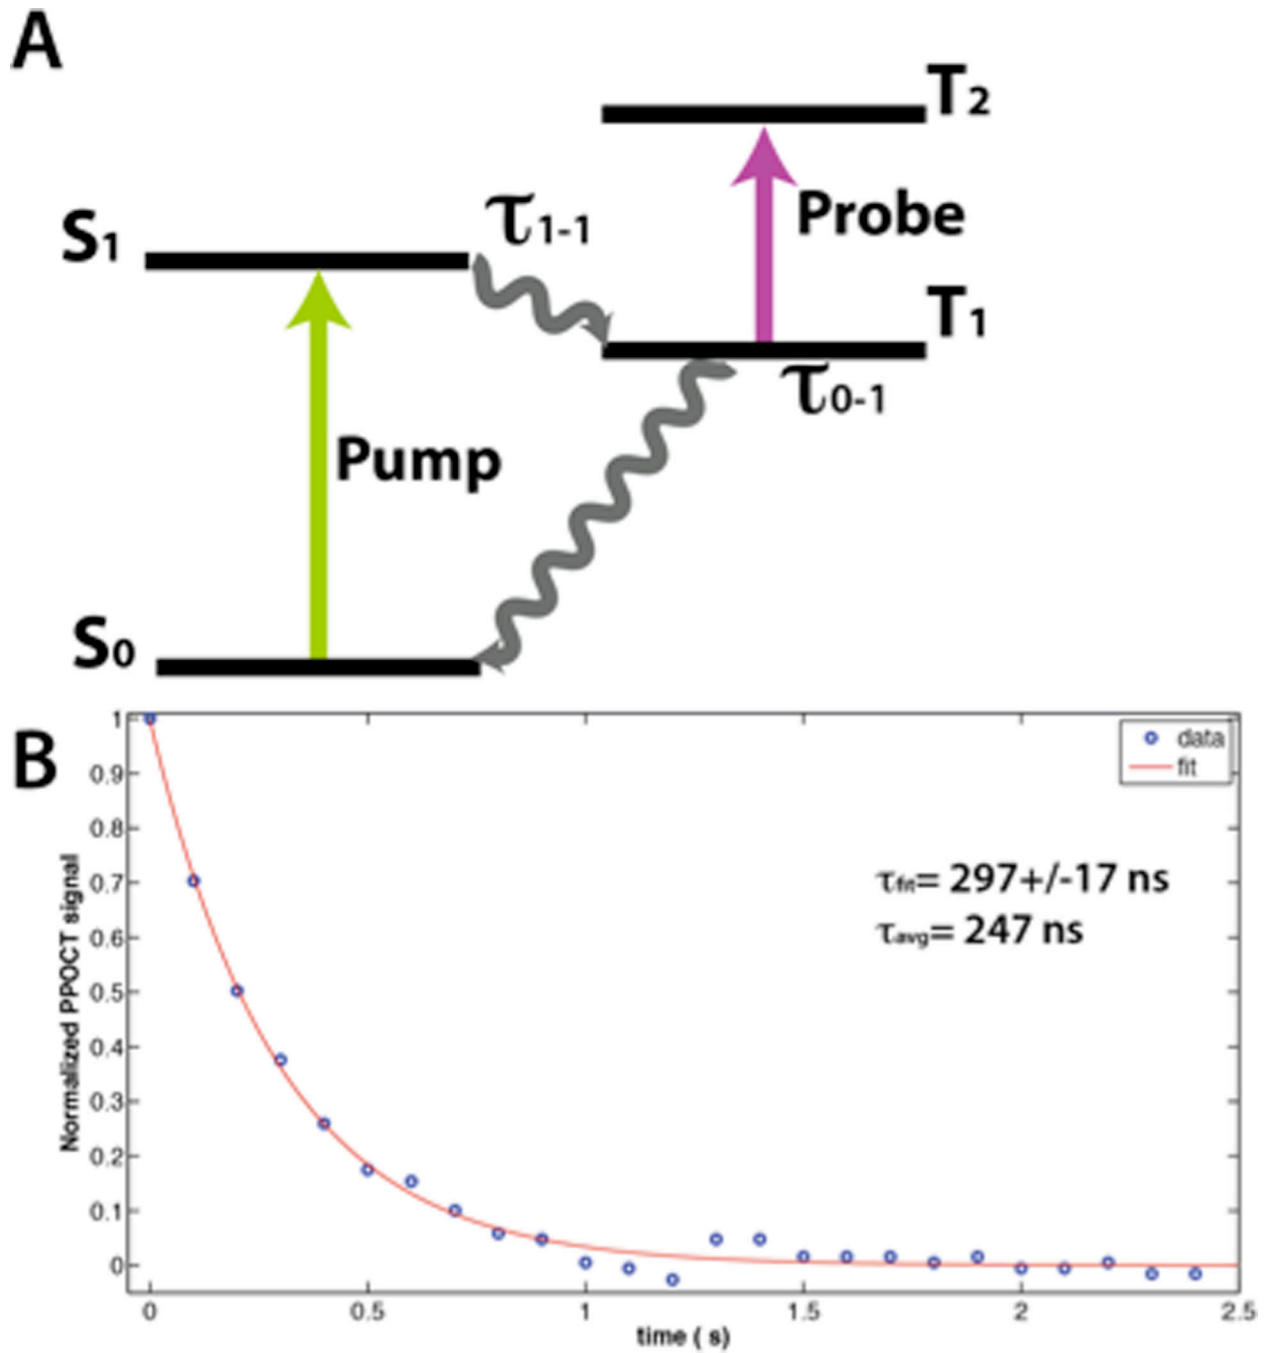 A
T2
S1
τ1-1
Probe
T1
τ0-1
Pump
S0
B
1
0.9
0.8
0.7
0.6
0.5
0.4
0.3
0.2
0.1
0
Normalized PPOCT signal
data
fit
τfit= 297+/-17 ns
τavg= 247 ns
0
0.5
1
1.5
2
2.5
time ( s)